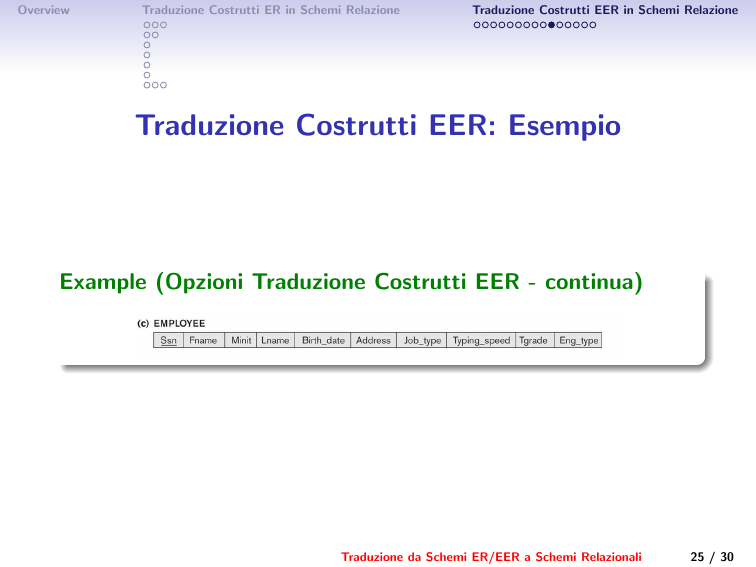 Overview Traduzione Costrutti ER in Schemi Relazione Traduzione Costrutti EER in Schemi Relazione
Traduzione Costrutti EER: Esempio
Example (Opzioni Traduzione Costrutti EER - continua)
(c) EMPLOYEE
Ssn Fname Minit Lname Birth_date Address Job_type Typing_speed Tgrade Eng_type
Traduzione da Schemi ER/EER a Schemi Relazionali 25 / 30